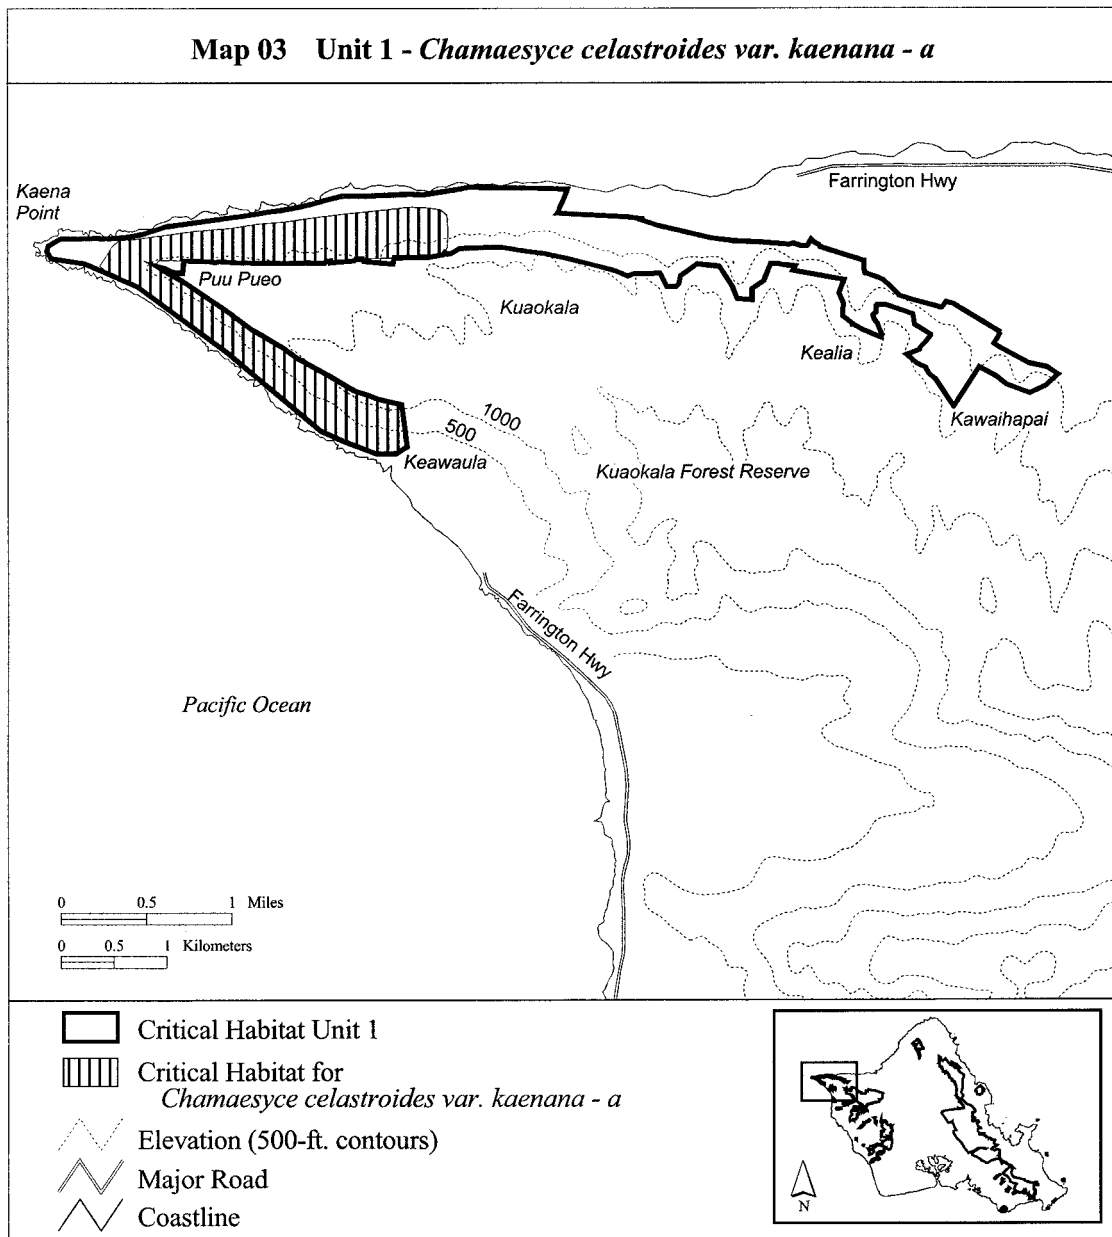 Map 03 Unit 1 - Chamaesyce celastroides var. kaenana - a
Kaena
Point
Farrington Hwy
Puu Pueo
Kuaokala
Kealia
Kawaihapai
1000
500
Keawaula
Kuaokala Forest Reserve
Farrington Hwy
Pacific Ocean
0 0.5 1 Miles
0 0.5 1 Kilometers
Critical Habitat Unit 1
Critical Habitat for
Chamaesyce celastroides var. kaenana - a
Elevation (500-ft. contours)
Major Road
Coastline
N